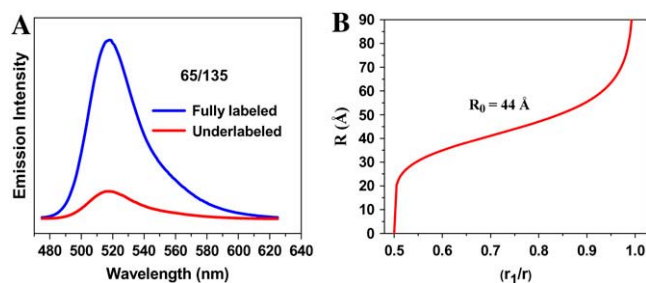 A
65/135
Fully labeled
Underlabeled
Emission Intensity
480 500 520 540 560 580 600 620 640
Wavelength (nm)
B
90
80
70
60
50
40
30
20
10
0
R (Å)
R₀ = 44 Å
0.5 0.6 0.7 0.8 0.9 1.0
(r₁/r)